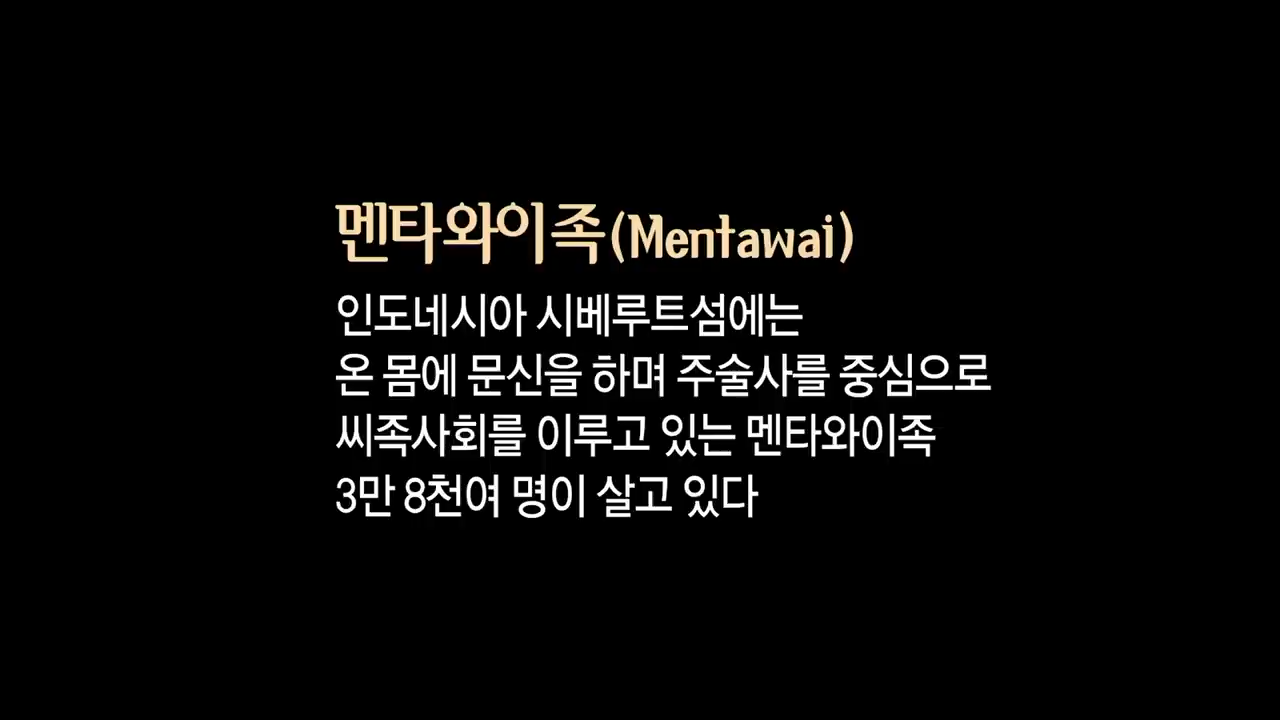 멘타와이족(Mentawai)
인도네시아 시베루트섬에는
온 몸에 문신을 하며 주술사를 중심으로
씨족사회를 이루고 있는 멘타와이족
3만 8천여 명이 살고 있다